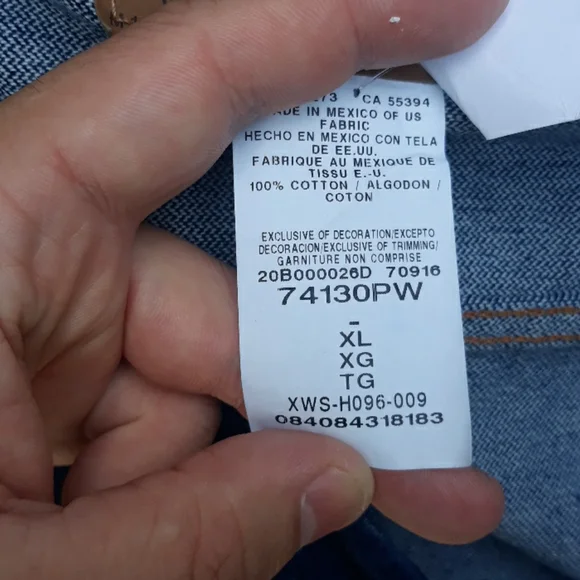 CA 55394
MADE IN MEXICO OF US
FABRIC
HECHO EN MEXICO CON TELA
DE EE.UU.
FABRIQUE AU MEXIQUE DE
TISSU E.-U.
100% COTTON / ALGODON /
COTON
EXCLUSIVE OF DECORATION/EXCEPTO
DECORACION/EXCLUSIVE OF TRIMMING/
GARNITURE NON COMPRISE
20B000026D 70916
74130PW
-
XL
XG
TG
XWS-H096-009
084084318183